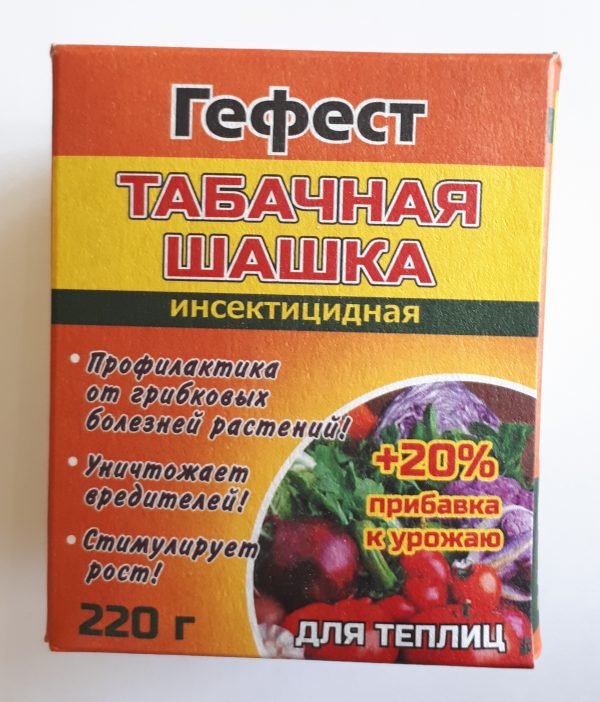 Гефест
ТАБАЧНАЯ
ШАШКА
инсектицидная
• Профилактика
от грибковых
болезней растений!
• Уничтожает
вредителей!
• Стимулирует
рост!
+20%
прибавка
к урожаю
220 г
ДЛЯ ТЕПЛИЦ